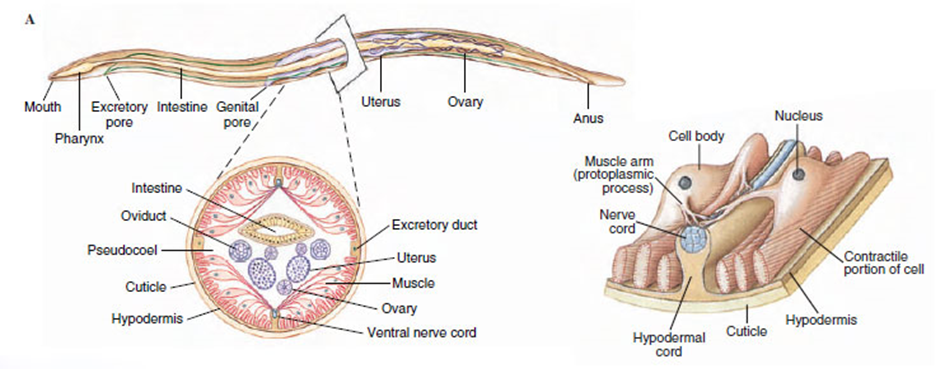 A
Mouth
Pharynx
Excretory
pore
Intestine
Genital
pore
Uterus
Ovary
Anus
Intestine
Oviduct
Pseudocoel
Cuticle
Hypodermis
Excretory duct
Uterus
Muscle
Ovary
Ventral nerve cord
Cell body
Nucleus
Muscle arm
(protoplasmic
process)
Nerve
cord
Contractile
portion of cell
Hypodermis
Cuticle
Hypodermal
cord